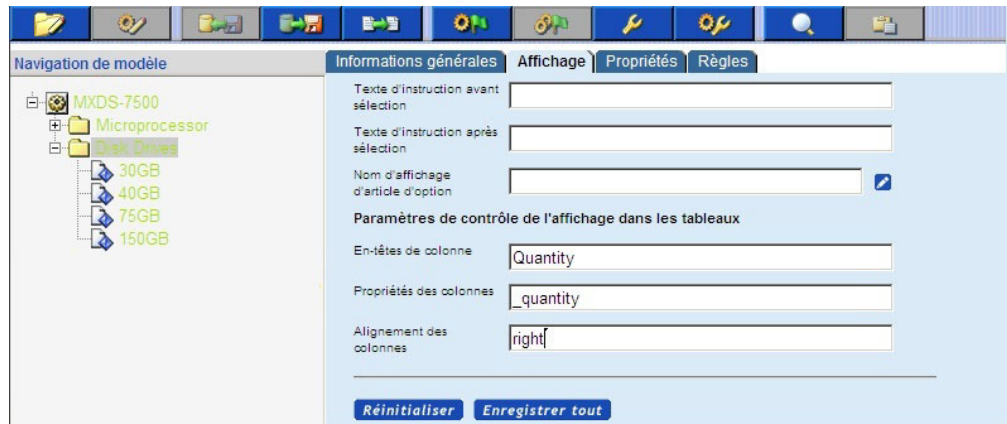 Navigation de modèle
MXDS-7500
Microprocessor
Disk Drives
30GB
40GB
75GB
150GB
Informations générales Affichage Propriétés Règles
Texte d'instruction avant
sélection
Texte d'instruction après
sélection
Nom d'affichage
d'article d'option
Paramètres de contrôle de l'affichage dans les tableaux
En-têtes de colonne
Quantity
Propriétés des colonnes
_quantity
Alignement des
colonnes
right
Réinitialiser Enregistrer tout